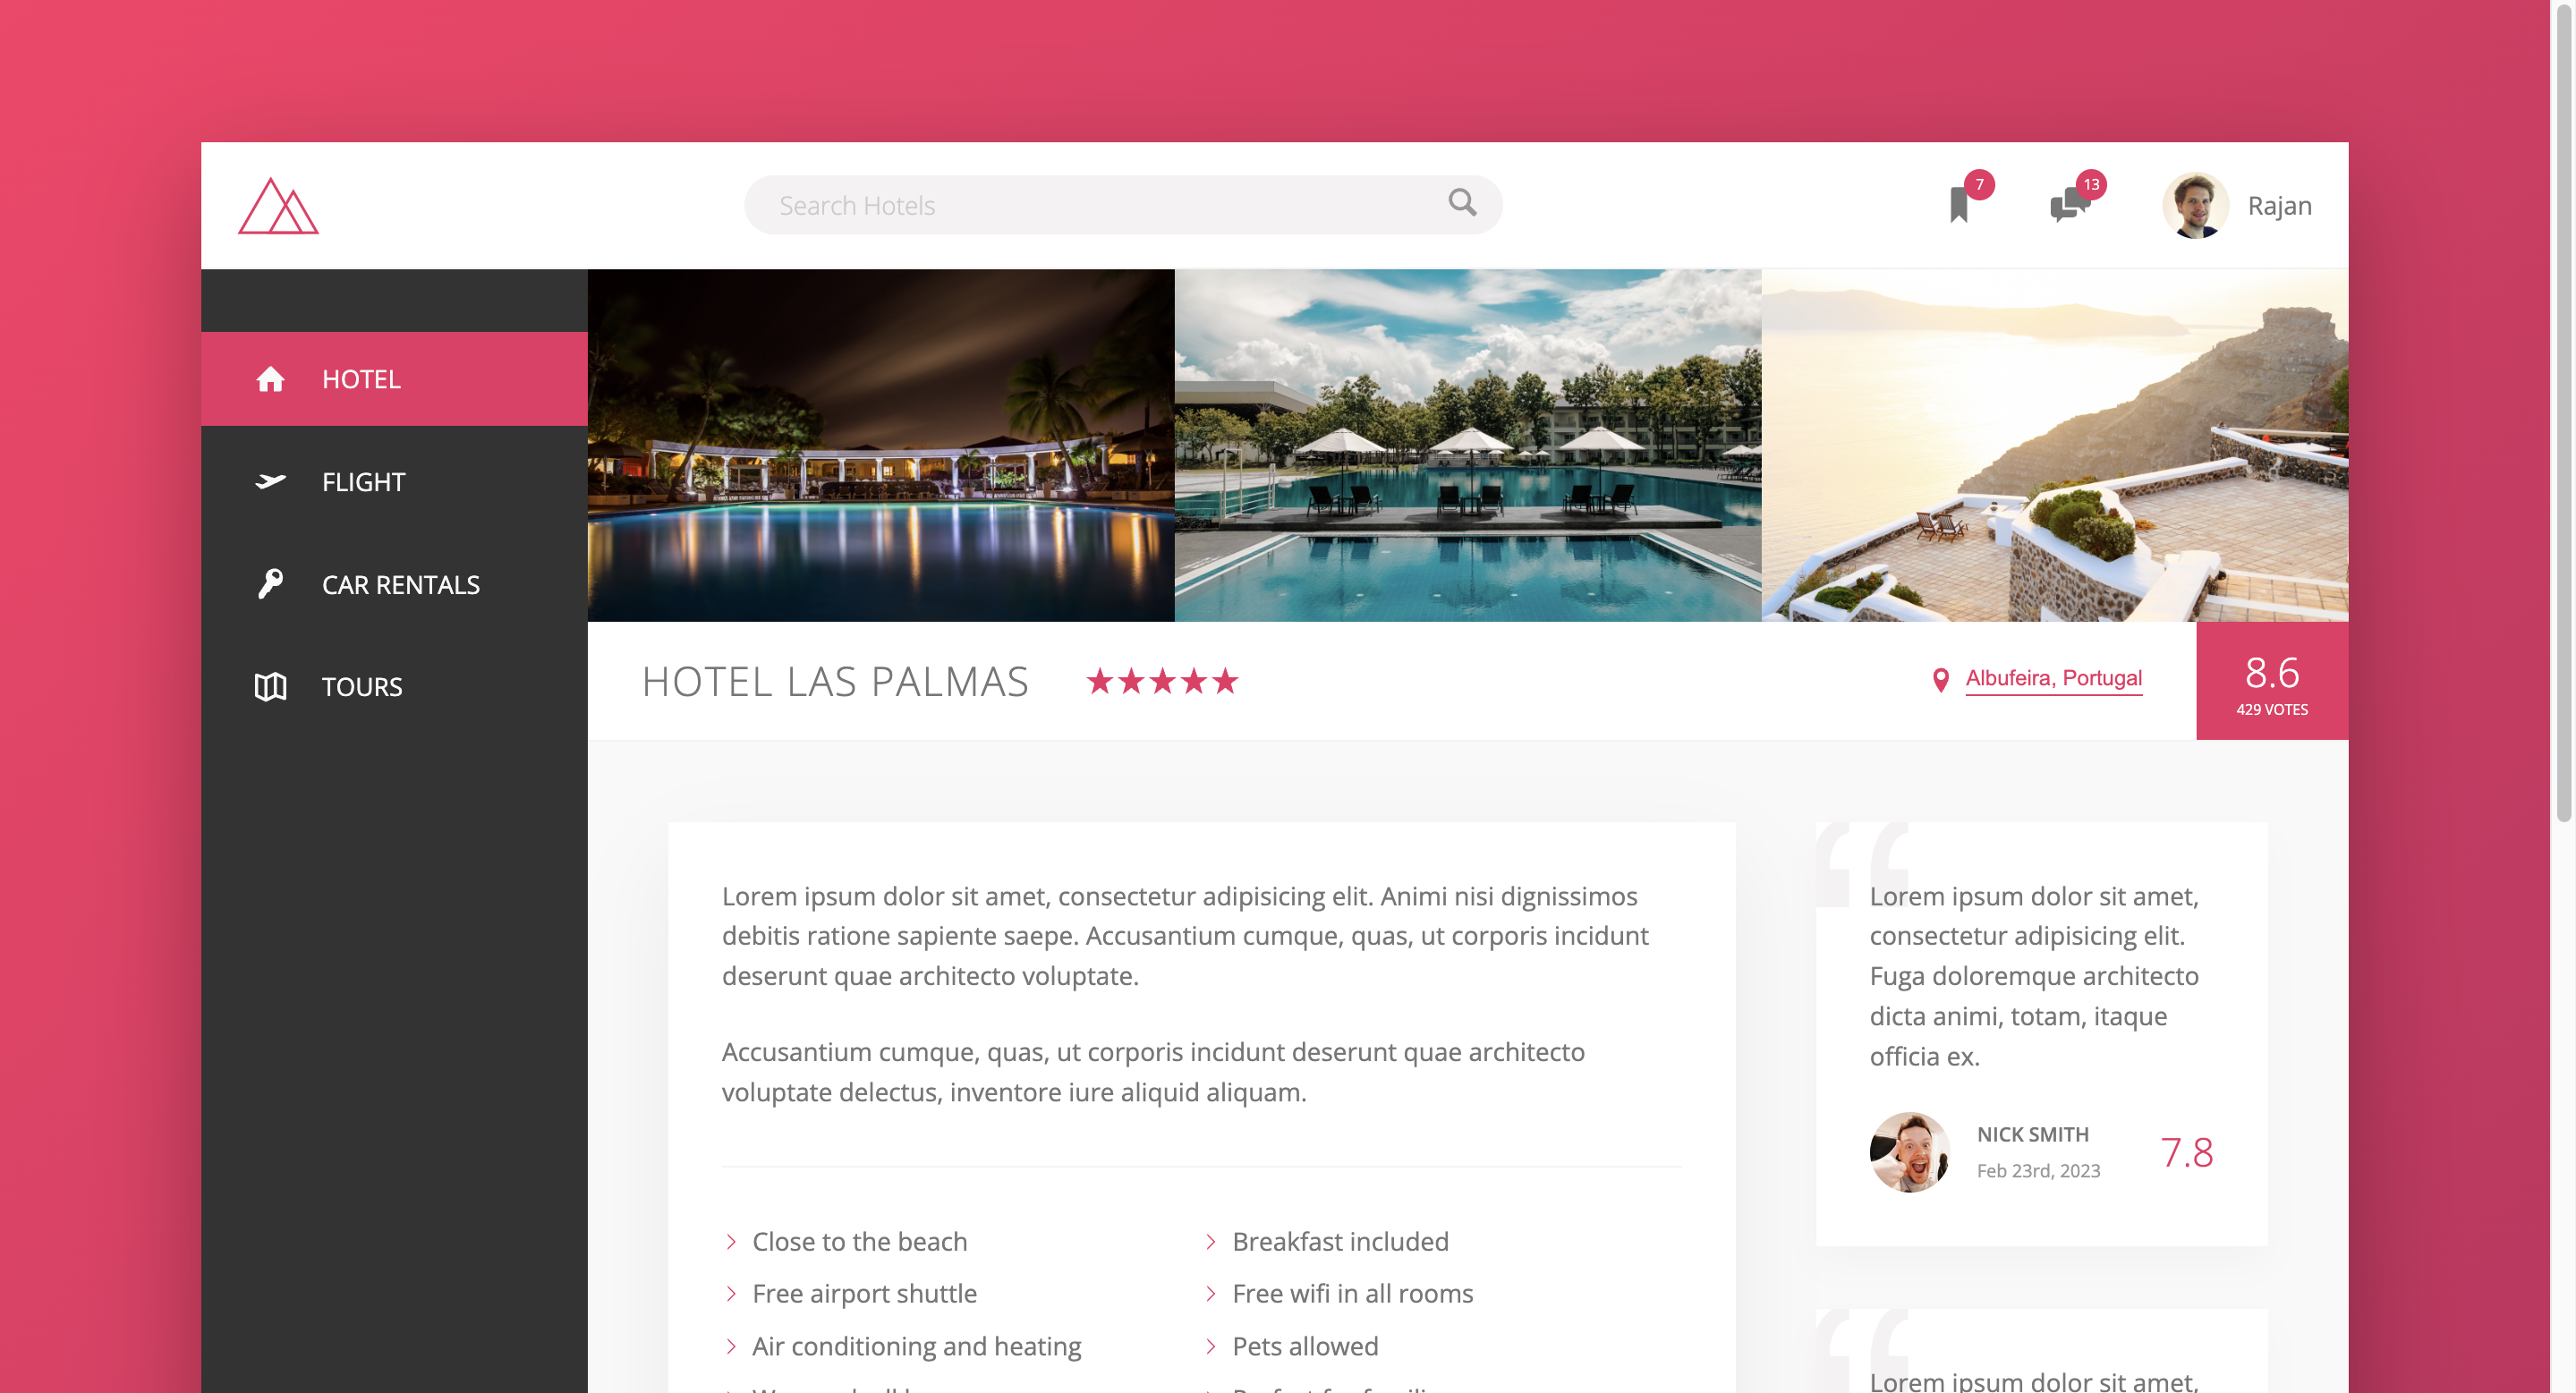 Search Hotels
7
13
Rajan
HOTEL
FLIGHT
CAR RENTALS
TOURS
HOTEL LAS PALMAS
Albufeira, Portugal
8.6
429 VOTES
Lorem ipsum dolor sit amet, consectetur adipisicing elit. Animi nisi dignissimos
debitis ratione sapiente saepe. Accusantium cumque, quas, ut corporis incidunt
deserunt quae architecto voluptate.
Accusantium cumque, quas, ut corporis incidunt deserunt quae architecto
voluptate delectus, inventore iure aliquid aliquam.
Close to the beach
Breakfast included
Free airport shuttle
Free wifi in all rooms
Air conditioning and heating
Pets allowed
Lorem ipsum dolor sit amet,
consectetur adipisicing elit.
Fuga doloremque architecto
dicta animi, totam, itaque
officia ex.
NICK SMITH
Feb 23rd, 2023
7.8
Lorem ipsum dolor sit amet,